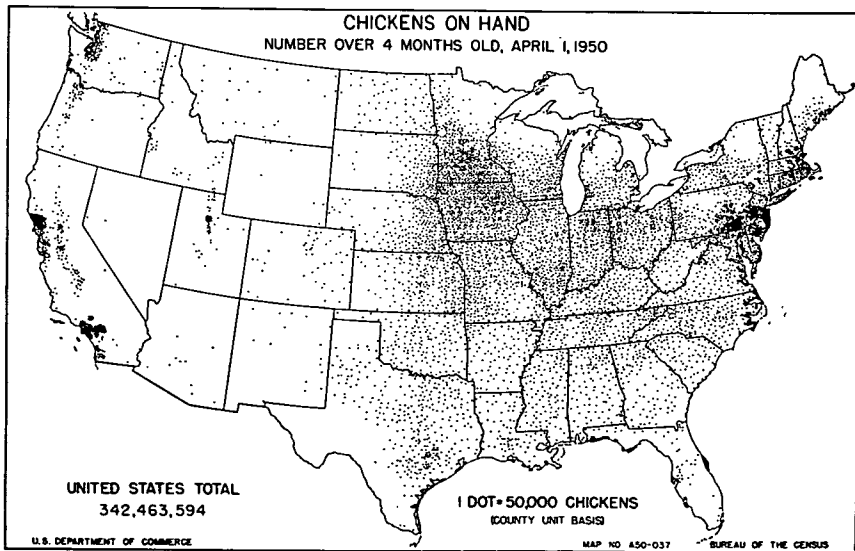 CHICKENS ON HAND
NUMBER OVER 4 MONTHS OLD, APRIL 1, 1950
UNITED STATES TOTAL
342,463,594
1 DOT=50,000 CHICKENS
(COUNTY UNIT BASIS)
U.S. DEPARTMENT OF COMMERCE
MAP NO A50-037
BUREAU OF THE CENSUS